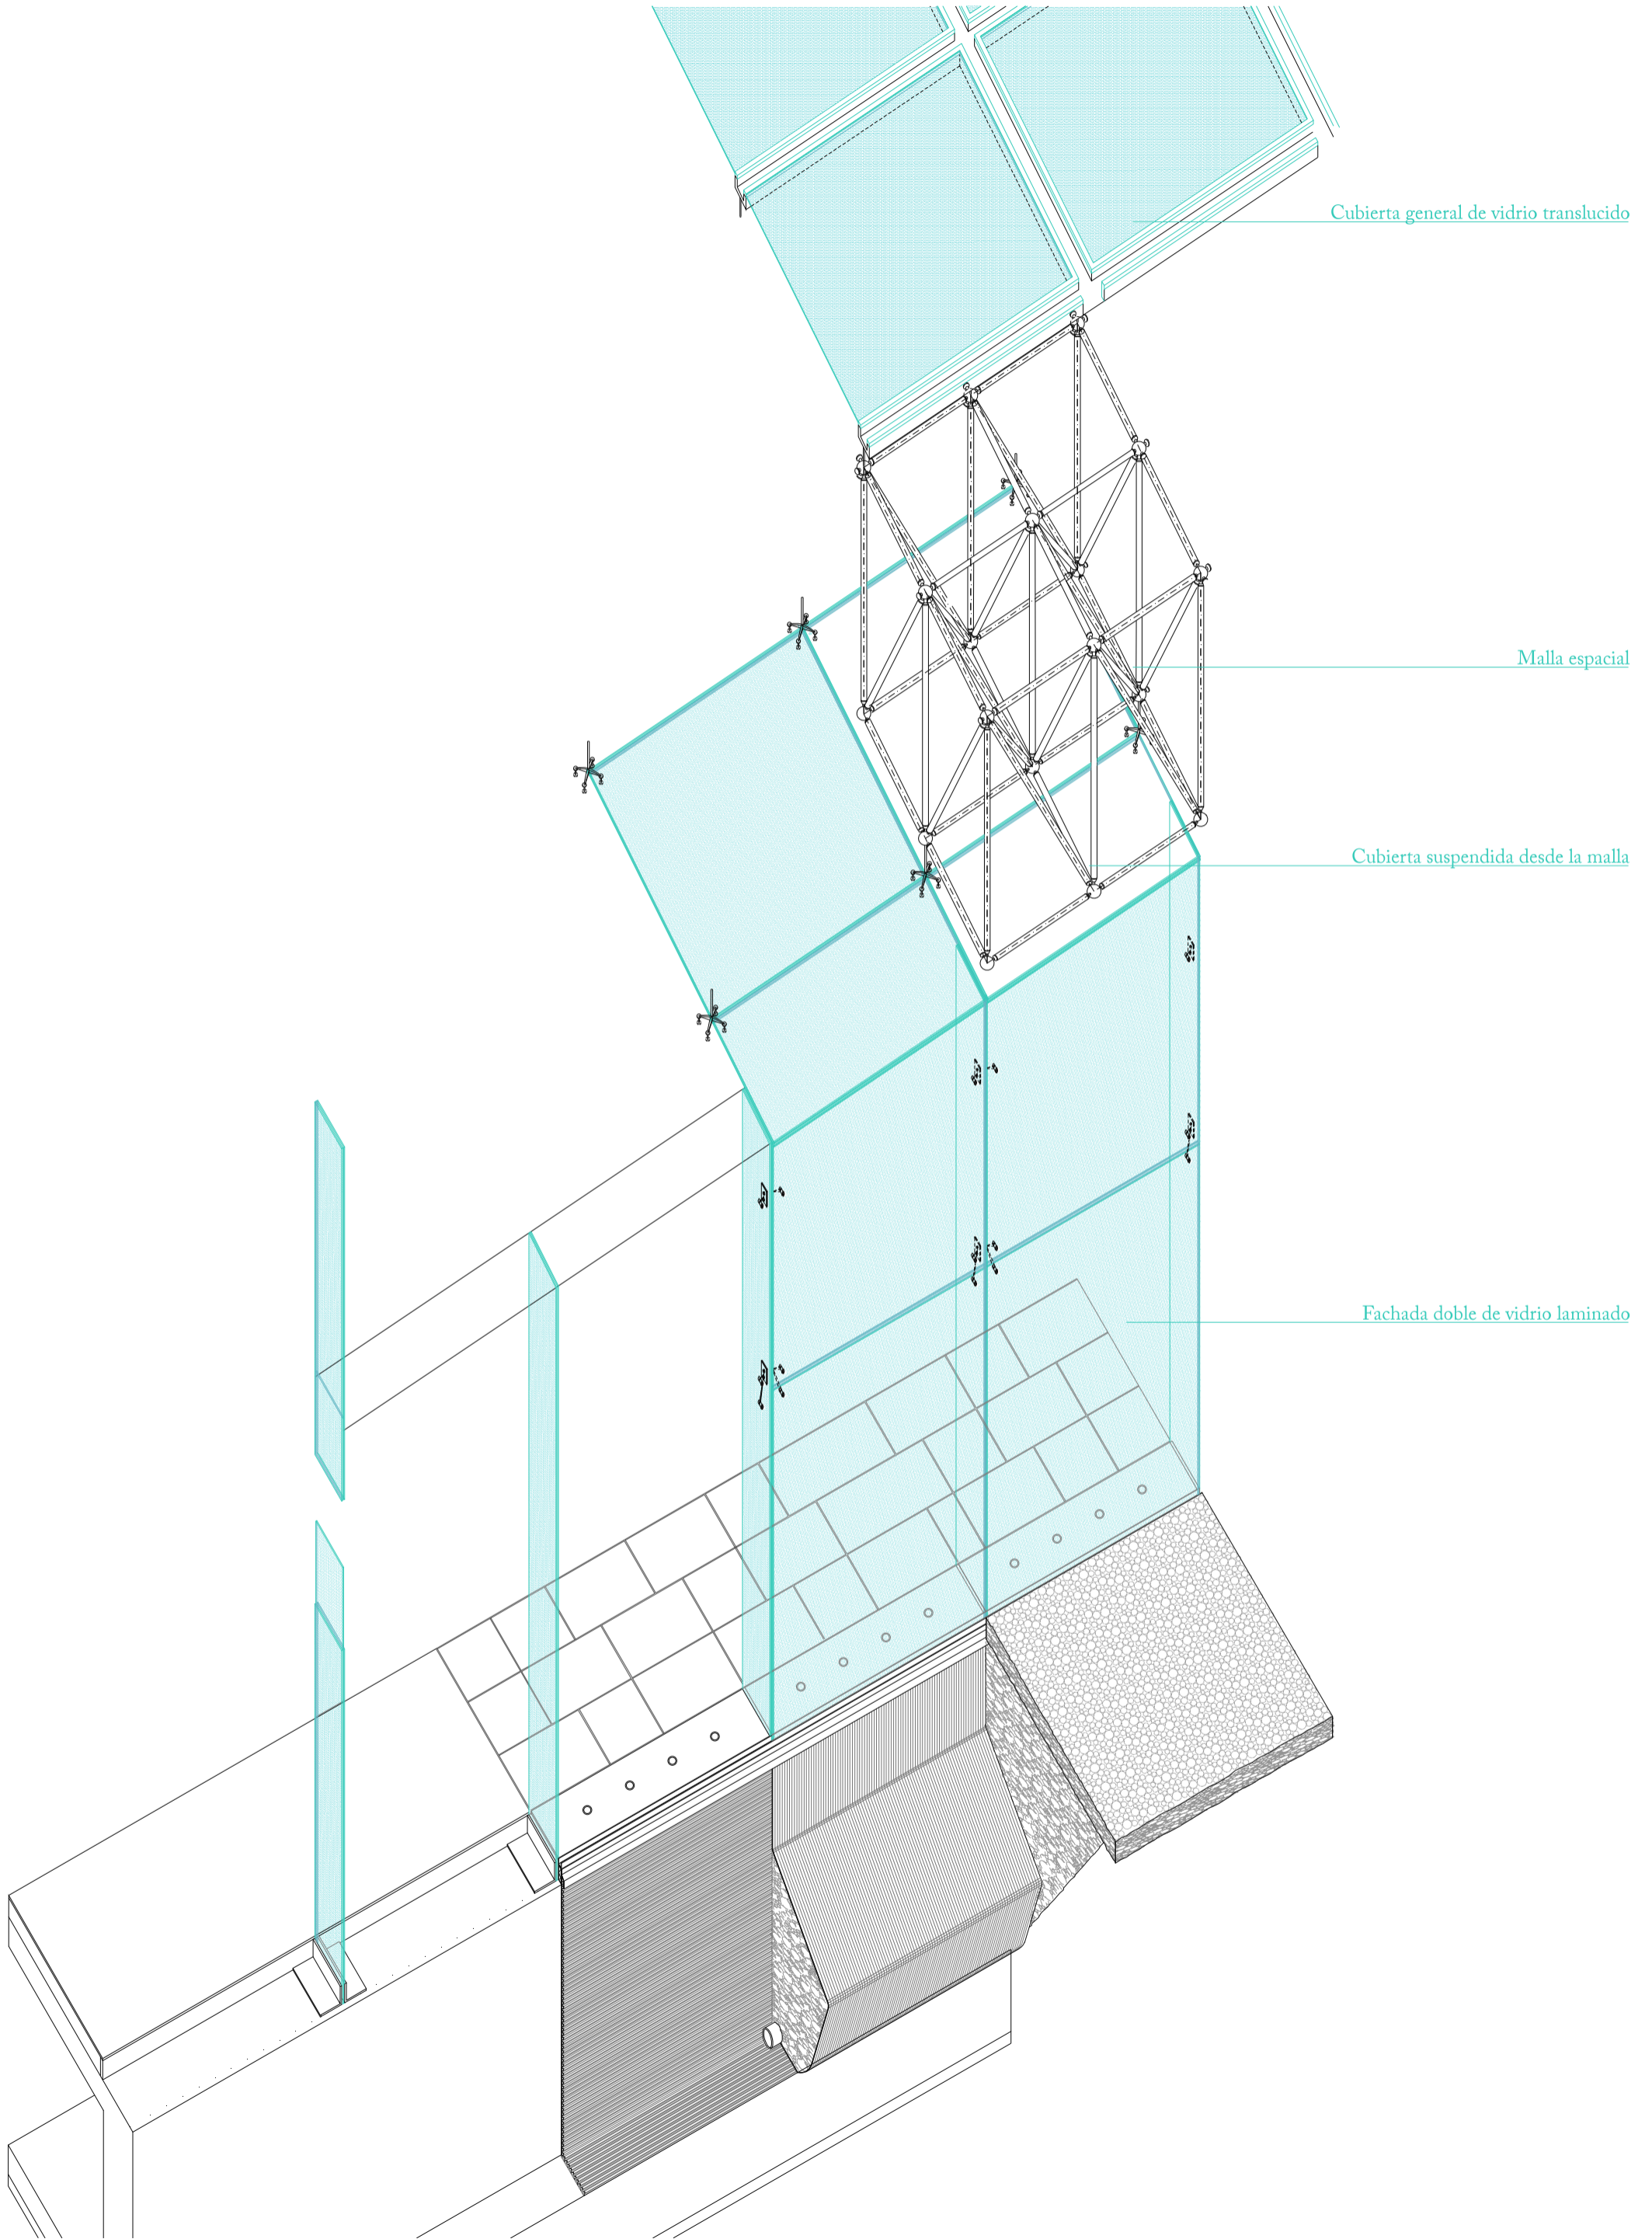 Cubierta general de vidrio translucido
Malla espacial
Cubierta suspendida desde la malla
Fachada doble de vidrio laminado